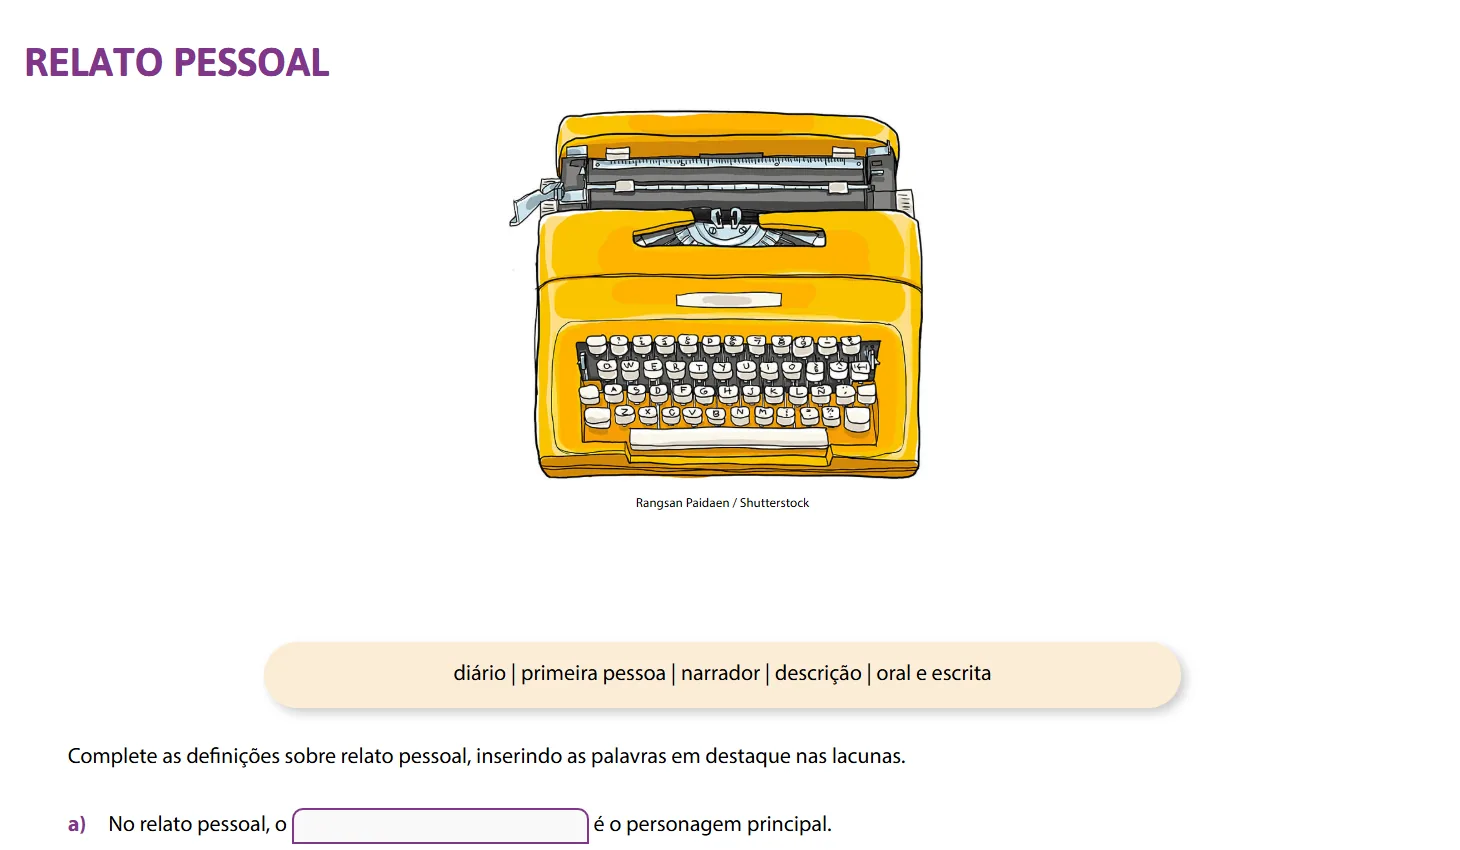 RELATO PESSOAL
Q W E R T Y U I O
A S D F G H J K L Ñ
Z X C V B N M
Rangsan Paidaen / Shutterstock
diário | primeira pessoa | narrador | descrição | oral e escrita
Complete as definições sobre relato pessoal, inserindo as palavras em destaque nas lacunas.
a) No relato pessoal, o é o personagem principal.